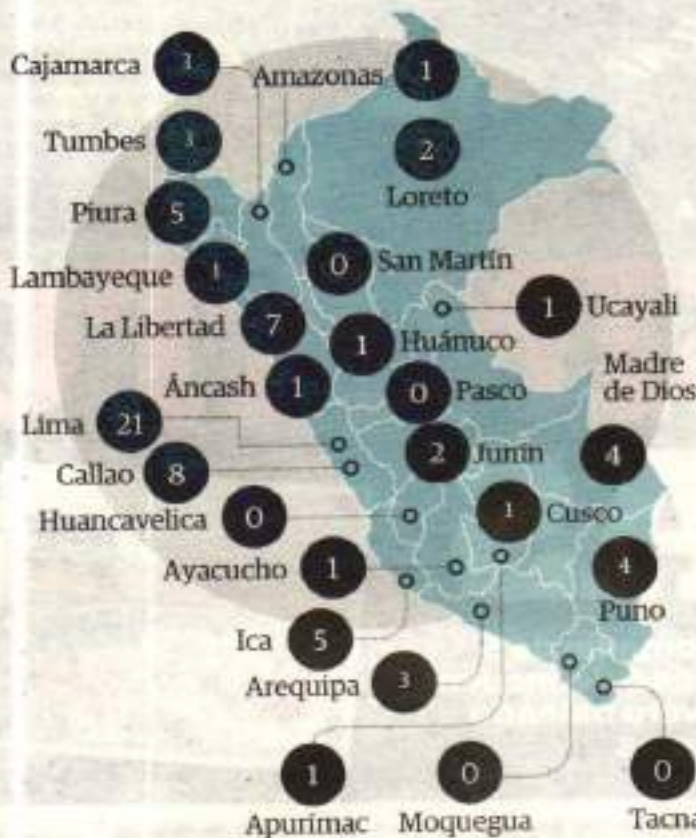 Cajamarca 3
Amazonas 1
Tumbes 3
2 Loreto
Piura 5
Lambayeque 1
0 San Martín
La Libertad 7
1 Ucayali
1 Huánuco
Áncash 1
0 Pasco
Madre
de Dios
4
Lima 21
Callao 8
2 Junín
Huancavelica 0
1 Cusco
Ayacucho 1
4
Puno
Ica 5
Arequipa 3
1
Apurímac
0
Moquegua
0
Tacna